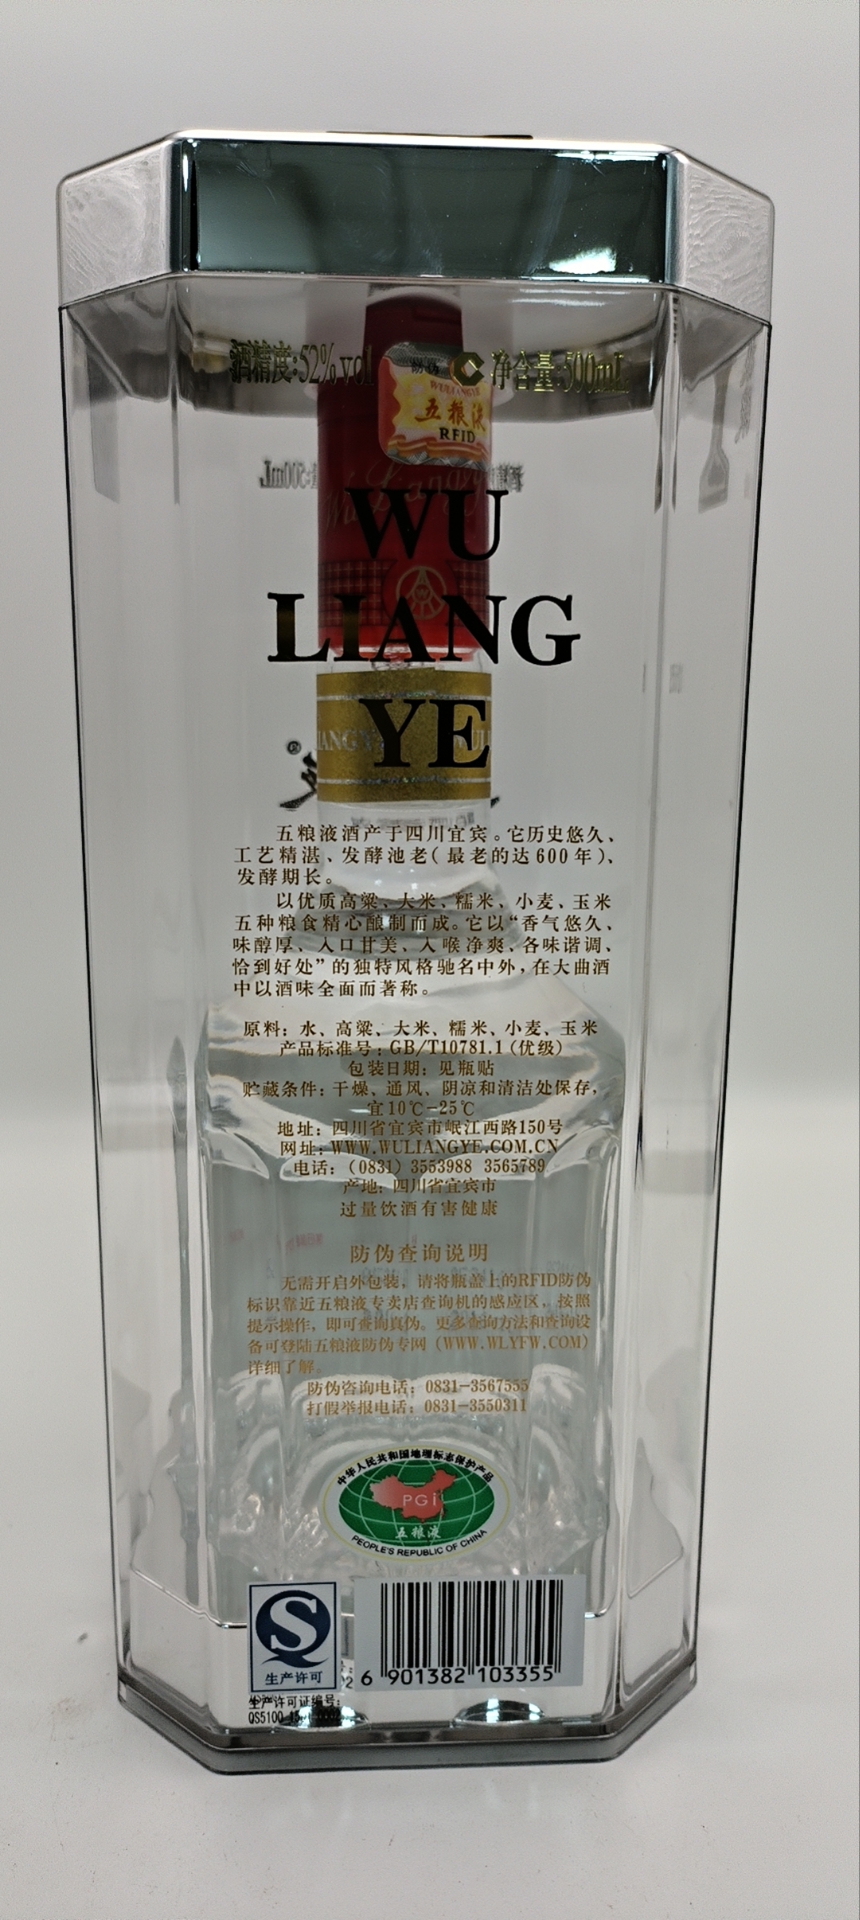 酒精度:52%vol
净含量:500mL
防伪
WULIANGYE
五粮液
RFID
WU
LIANG
YE
五粮液酒产于四川宜宾。它历史悠久、
工艺精湛、发酵池老(最老的达600年)、
发酵期长。
以优质高粱、大米、糯米、小麦、玉米
五种粮食精心酿制而成。它以“香气悠久、
味醇厚、入口甘美、入喉净爽、各味谐调、
恰到好处”的独特风格驰名中外,在大曲酒
中以酒味全面而著称。
原料: 水、高粱、大米、糯米、小麦、玉米
产品标准号: GB/T10781.1(优级)
包装日期: 见瓶贴
贮藏条件: 干燥、通风、阴凉和清洁处保存,
宜10℃-25℃
地址: 四川省宜宾市岷江西路150号
网址: WWW.WULIANGYE.COM.CN
电话: (0831) 3553988 3565789
产地: 四川省宜宾市
过量饮酒有害健康
防伪查询说明
无需开启外包装, 请将瓶盖上的RFID防伪
标识靠近五粮液专卖店查询机的感应区, 按照
提示操作, 即可查询真伪。更多查询方法和查询设
备可登陆五粮液防伪专网 (WWW.WLYFW.COM)
详细了解。
防伪咨询电话: 0831-3567555
打假举报电话: 0831-3550311
中华人民共和国地理标志保护产品
PGI
五粮液
PEOPLE'S REPUBLIC OF CHINA
生产许可
6 901382 103355
生产许可证编号:
QS5100